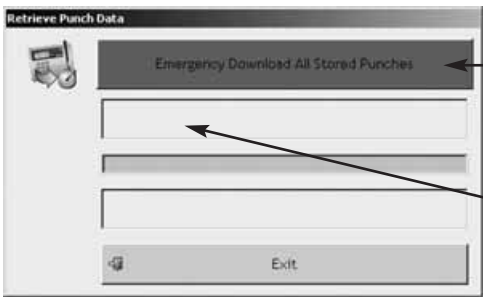 Retrieve Punch Data
Emergency Download All Stored Punches
Exit